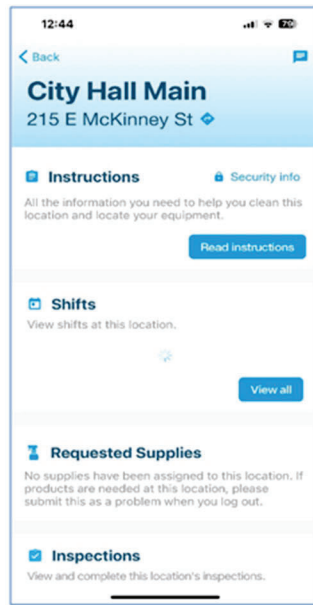 12:44
79
Back
City Hall Main
215 E McKinney St
Instructions
Security info
All the information you need to help you clean this
location and locate your equipment.
Read instructions
Shifts
View shifts at this location.
View all
Requested Supplies
No supplies have been assigned to this location. If
products are needed at this location, please
submit this as a problem when you log out.
Inspections
View and complete this location's inspections.